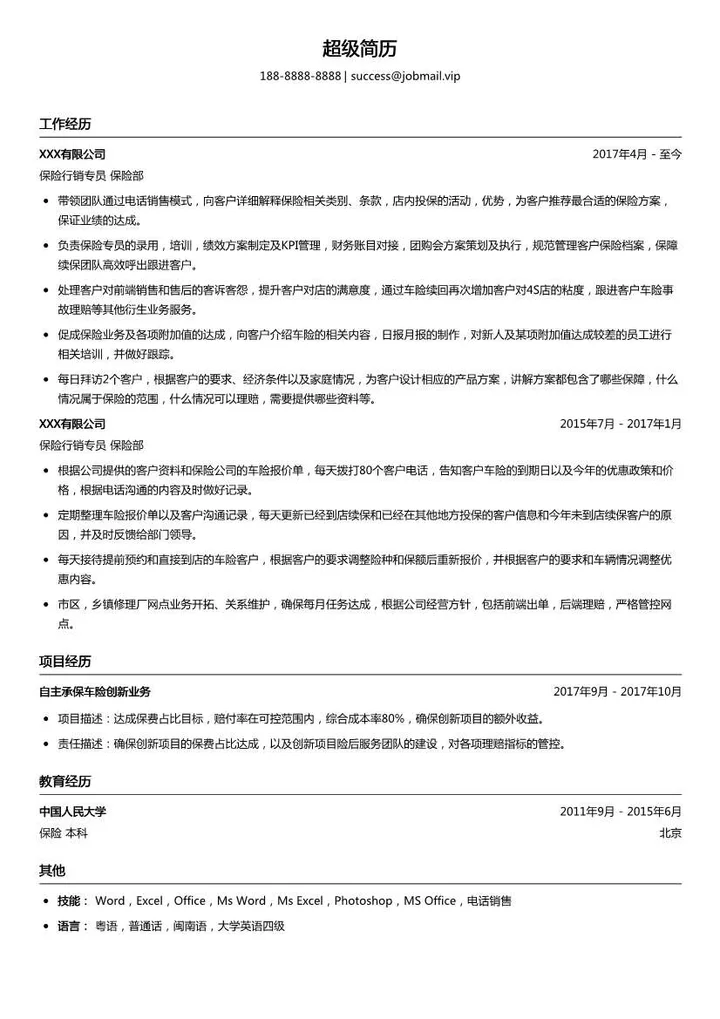 超级简历
188-8888-8888 | success@jobmail.vip
工作经历
XXX有限公司 2017年4月 - 至今
保险行销专员 保险部
• 带领团队通过电话销售模式，向客户详细解释保险相关类别、条款，店内投保的活动，优势，为客户推荐最合适的保险方案，
保证业绩的达成。
• 负责保险专员的录用，培训，绩效方案制定及KPI管理，财务账目对接，团购会方案策划及执行，规范管理客户保险档案，保障
续保团队高效呼出跟进客户。
• 处理客户对前端销售和售后的客诉客怨，提升客户对店的满意度，通过车险续回再次增加客户对4S店的粘度，跟进客户车险事
故理赔等其他衍生业务服务。
• 促成保险业务及各项附加值的达成，向客户介绍车险的相关内容，日报月报的制作，对新人及某项附加值达成较差的员工进行
相关培训，并做好跟踪。
• 每日拜访2个客户，根据客户的要求、经济条件以及家庭情况，为客户设计相应的产品方案，讲解方案都包含了哪些保障，什么
情况属于保险的范围，什么情况可以理赔，需要提供哪些资料等。
XXX有限公司 2015年7月 - 2017年1月
保险行销专员 保险部
• 根据公司提供的客户资料和保险公司的车险报价单，每天拨打80个客户电话，告知客户车险的到期日以及今年的优惠政策和价
格，根据电话沟通的内容及时做好记录。
• 定期整理车险报价单以及客户沟通记录，每天更新已经到店续保和已经在其他地方投保的客户信息和今年未到店续保客户的原
因，并及时反馈给部门领导。
• 每天接待提前预约和直接到店的车险客户，根据客户的要求调整险种和保额后重新报价，并根据客户的要求和车辆情况调整优
惠内容。
• 市区，乡镇修理厂网点业务开拓、关系维护，确保每月任务达成，根据公司经营方针，包括前端出单，后端理赔，严格管控网
点。
项目经历
自主承保车险创新业务 2017年9月 - 2017年10月
• 项目描述：达成保费占比目标，赔付率在可控范围内，综合成本率80%，确保创新项目的额外收益。
• 责任描述：确保创新项目的保费占比达成，以及创新项目险后服务团队的建设，对各项理赔指标的管控。
教育经历
中国人民大学 2011年9月 - 2015年6月
保险 本科 北京
其他
• 技能： Word，Excel，Office，Ms Word，Ms Excel，Photoshop，MS Office，电话销售
• 语言： 粤语，普通话，闽南语，大学英语四级